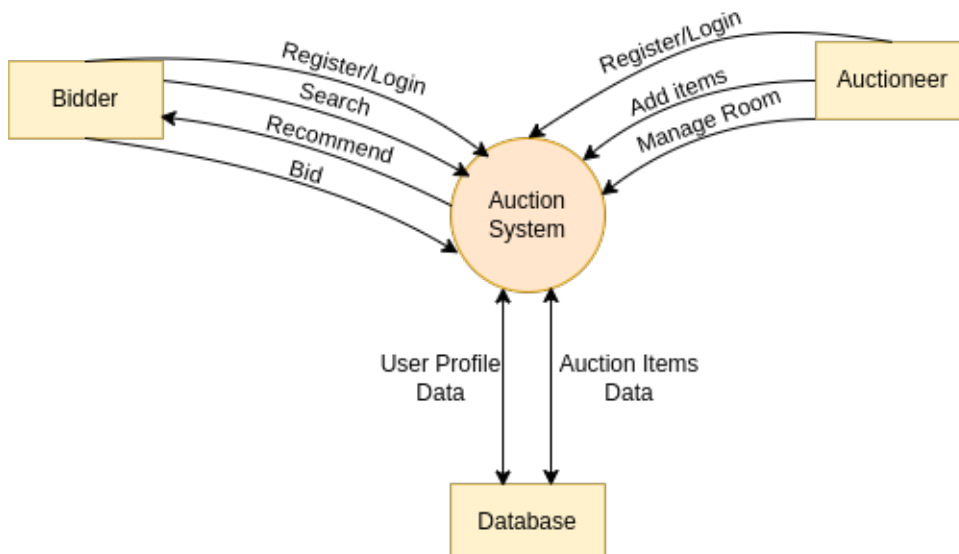 Register/Login
Register/Login
Bidder
Search
Recommend
Bid
Add items
Manage Room
Auctioneer
Auction
System
User Profile
Data
Auction Items
Data
Database